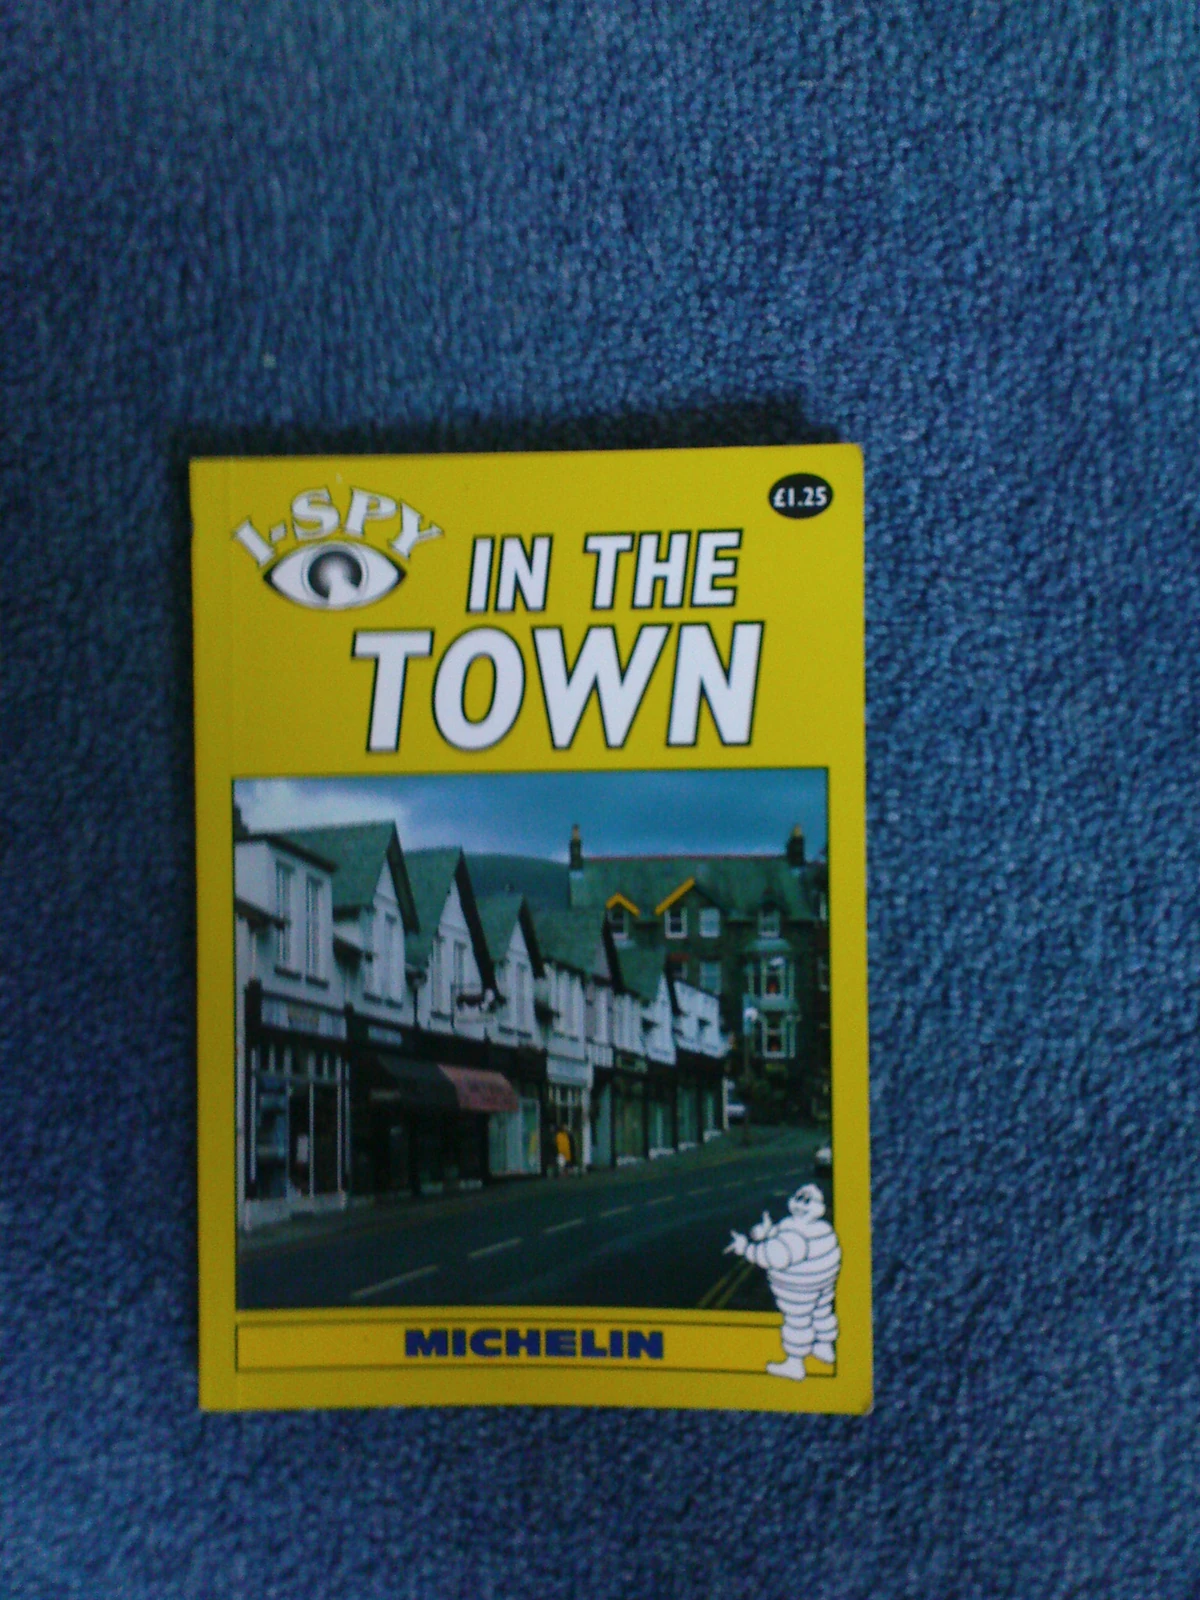 £1.25
I-SPY
IN THE
TOWN
MICHELIN